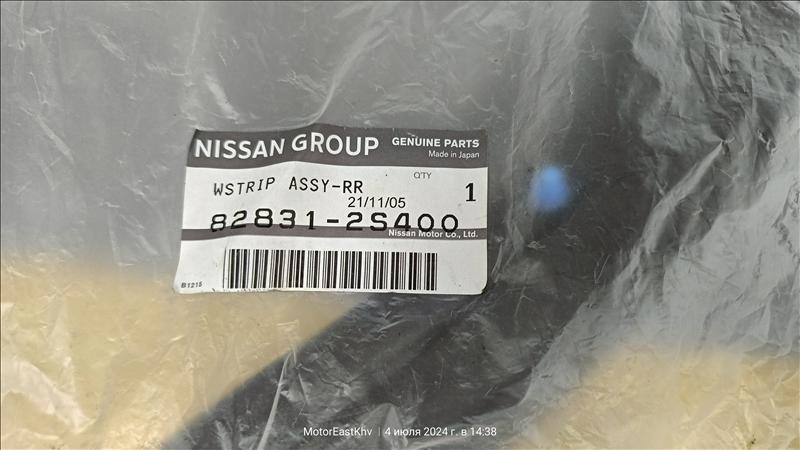 NISSAN GROUP GENUINE PARTS
Made in Japan
WSTRIP ASSY-RR Q'TY 1
21/11/05
82831-2S400
Nissan Motor Co., Ltd.
B1215
MotorEastKhv | 4 июля 2024 г. в 14:38